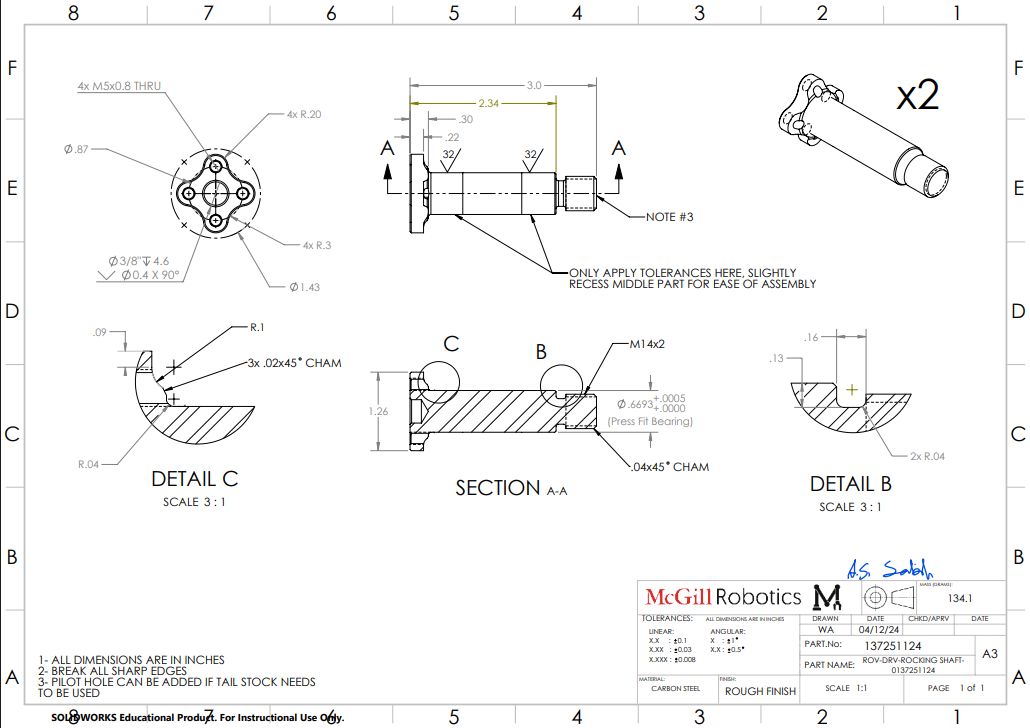 8 7 6 5 4 3 2 1
F F
E E
D D
C C
B B
A A
4x M5x0.8 THRU
4x R.20
Ø.87
4x R.3
Ø3/8"↧4.6
⌵Ø0.4 X 90°
Ø1.43
3.0
2.34
.30
.22
A A
32 32
NOTE #3
ONLY APPLY TOLERANCES HERE, SLIGHTLY
RECESS MIDDLE PART FOR EASE OF ASSEMBLY
x2
.09
R.1
3x .02x45° CHAM
R.04
DETAIL C
SCALE 3 : 1
C
B
M14x2
1.26
Ø.6693 +.0005
+.0000
(Press Fit Bearing)
.04x45° CHAM
SECTION A-A
.16
.13
2x R.04
DETAIL B
SCALE 3 : 1
A.S.
McGill Robotics
MASS (GRAMS):
134.1
TOLERANCES: ALL DIMENSIONS ARE IN INCHES
LINEAR: ANGULAR:
X.X : ±0.1 X : ±1°
X.XX : ±0.03 X.X : ±0.5°
X.XXX : ±0.008
DRAWN DATE CHKD/APRV DATE
WA 04/12/24
PART.No: 137251124
PART NAME: ROV-DRV-ROCKING SHAFT-
0137251124
A3
MATERIAL: CARBON STEEL
FINISH: ROUGH FINISH
SCALE 1:1
PAGE 1 of 1
1- ALL DIMENSIONS ARE IN INCHES
2- BREAK ALL SHARP EDGES
3- PILOT HOLE CAN BE ADDED IF TAIL STOCK NEEDS
TO BE USED
8 7 6 5 4 3 2 1
SOLIDWORKS Educational Product. For Instructional Use Only.